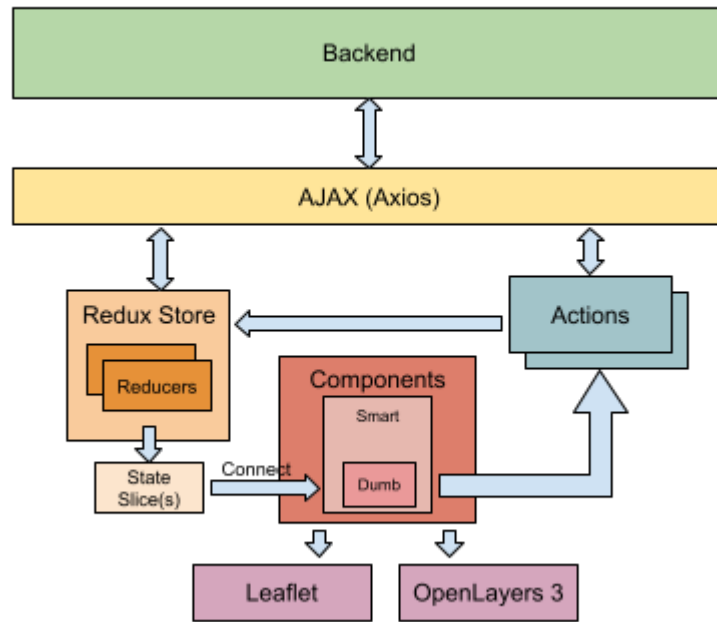 Backend
AJAX (Axios)
Redux Store
Reducers
Actions
Components
Smart
Dumb
State
Slice(s)
Connect
Leaflet
OpenLayers 3